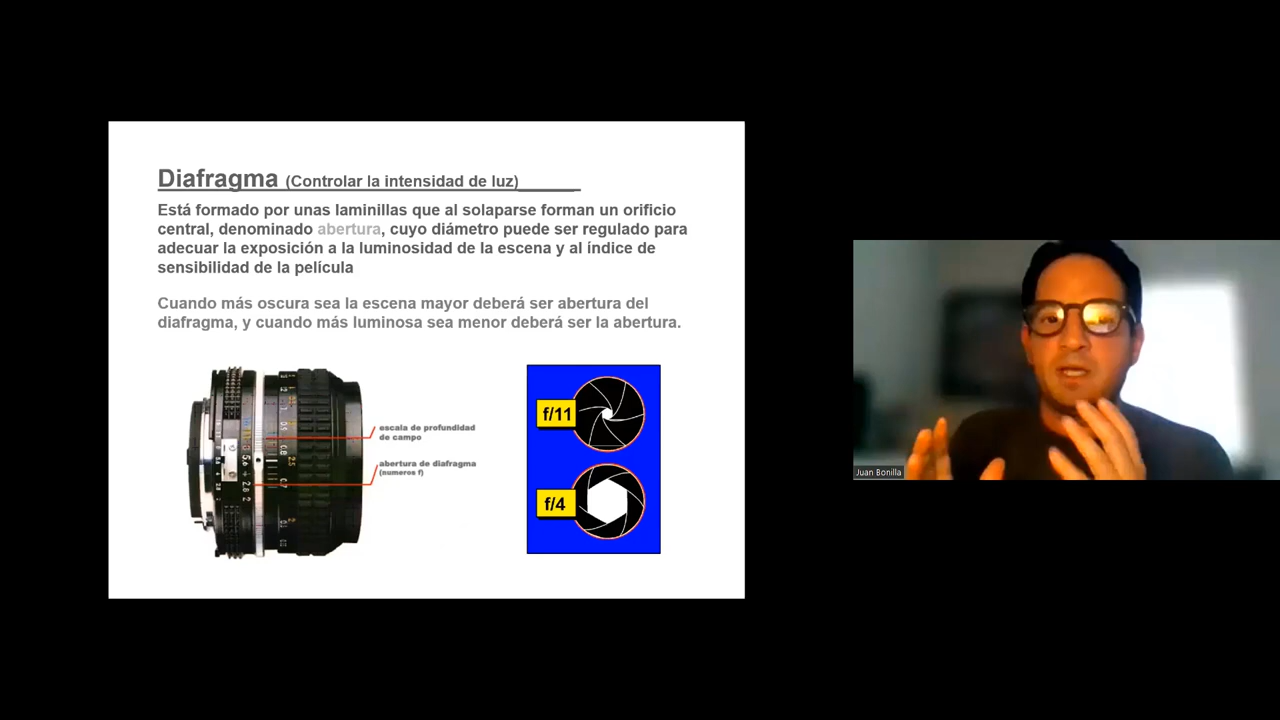 Diafragma (Controlar la intensidad de luz)______
Está formado por unas laminillas que al solaparse forman un orificio
central, denominado abertura, cuyo diámetro puede ser regulado para
adecuar la exposición a la luminosidad de la escena y al índice de
sensibilidad de la película
Cuando más oscura sea la escena mayor deberá ser abertura del
diafragma, y cuando más luminosa sea menor deberá ser la abertura.
escala de profundidad
de campo
abertura de diafragma
(numeros f)
f/11
f/4
Juan Bonilla